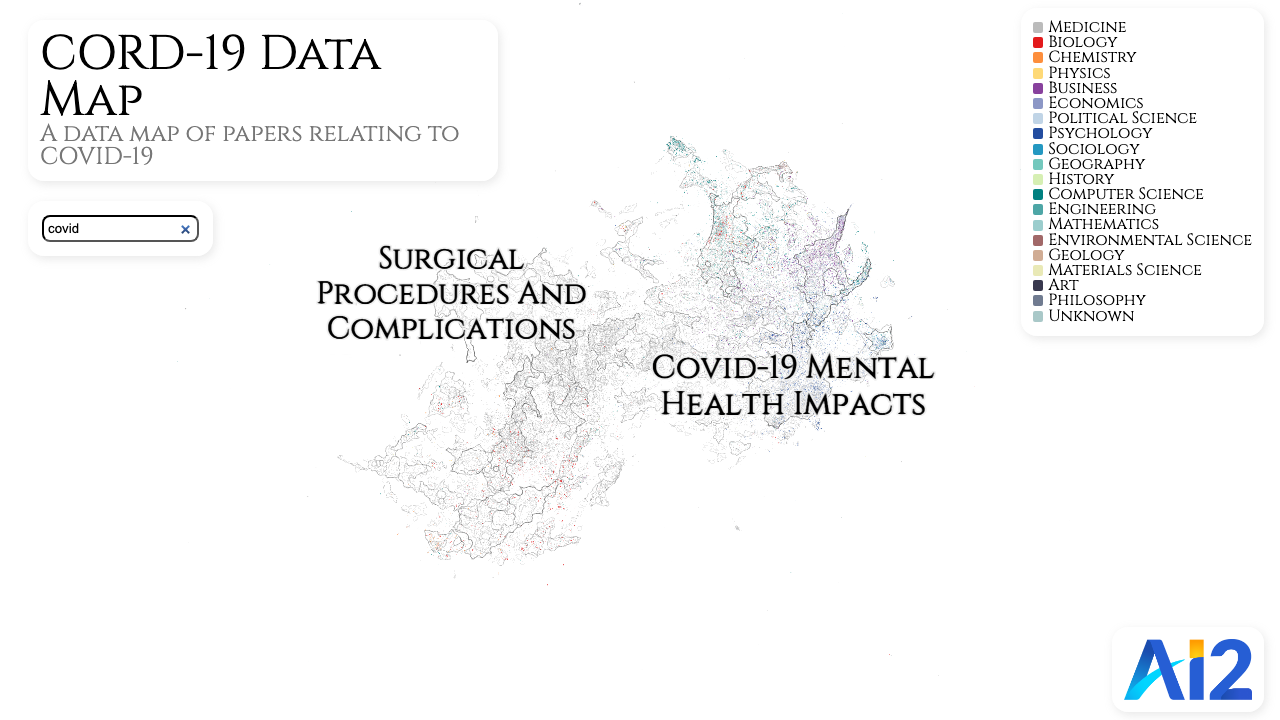 CORD-19 Data
Map
A data map of papers relating to
COVID-19
covid
Surgical
Procedures And
Complications
Covid-19 Mental
Health Impacts
Medicine
Biology
Chemistry
Physics
Business
Economics
Political Science
Psychology
Sociology
Geography
History
Computer Science
Engineering
Mathematics
Environmental Science
Geology
Materials Science
Art
Philosophy
Unknown
Ai2